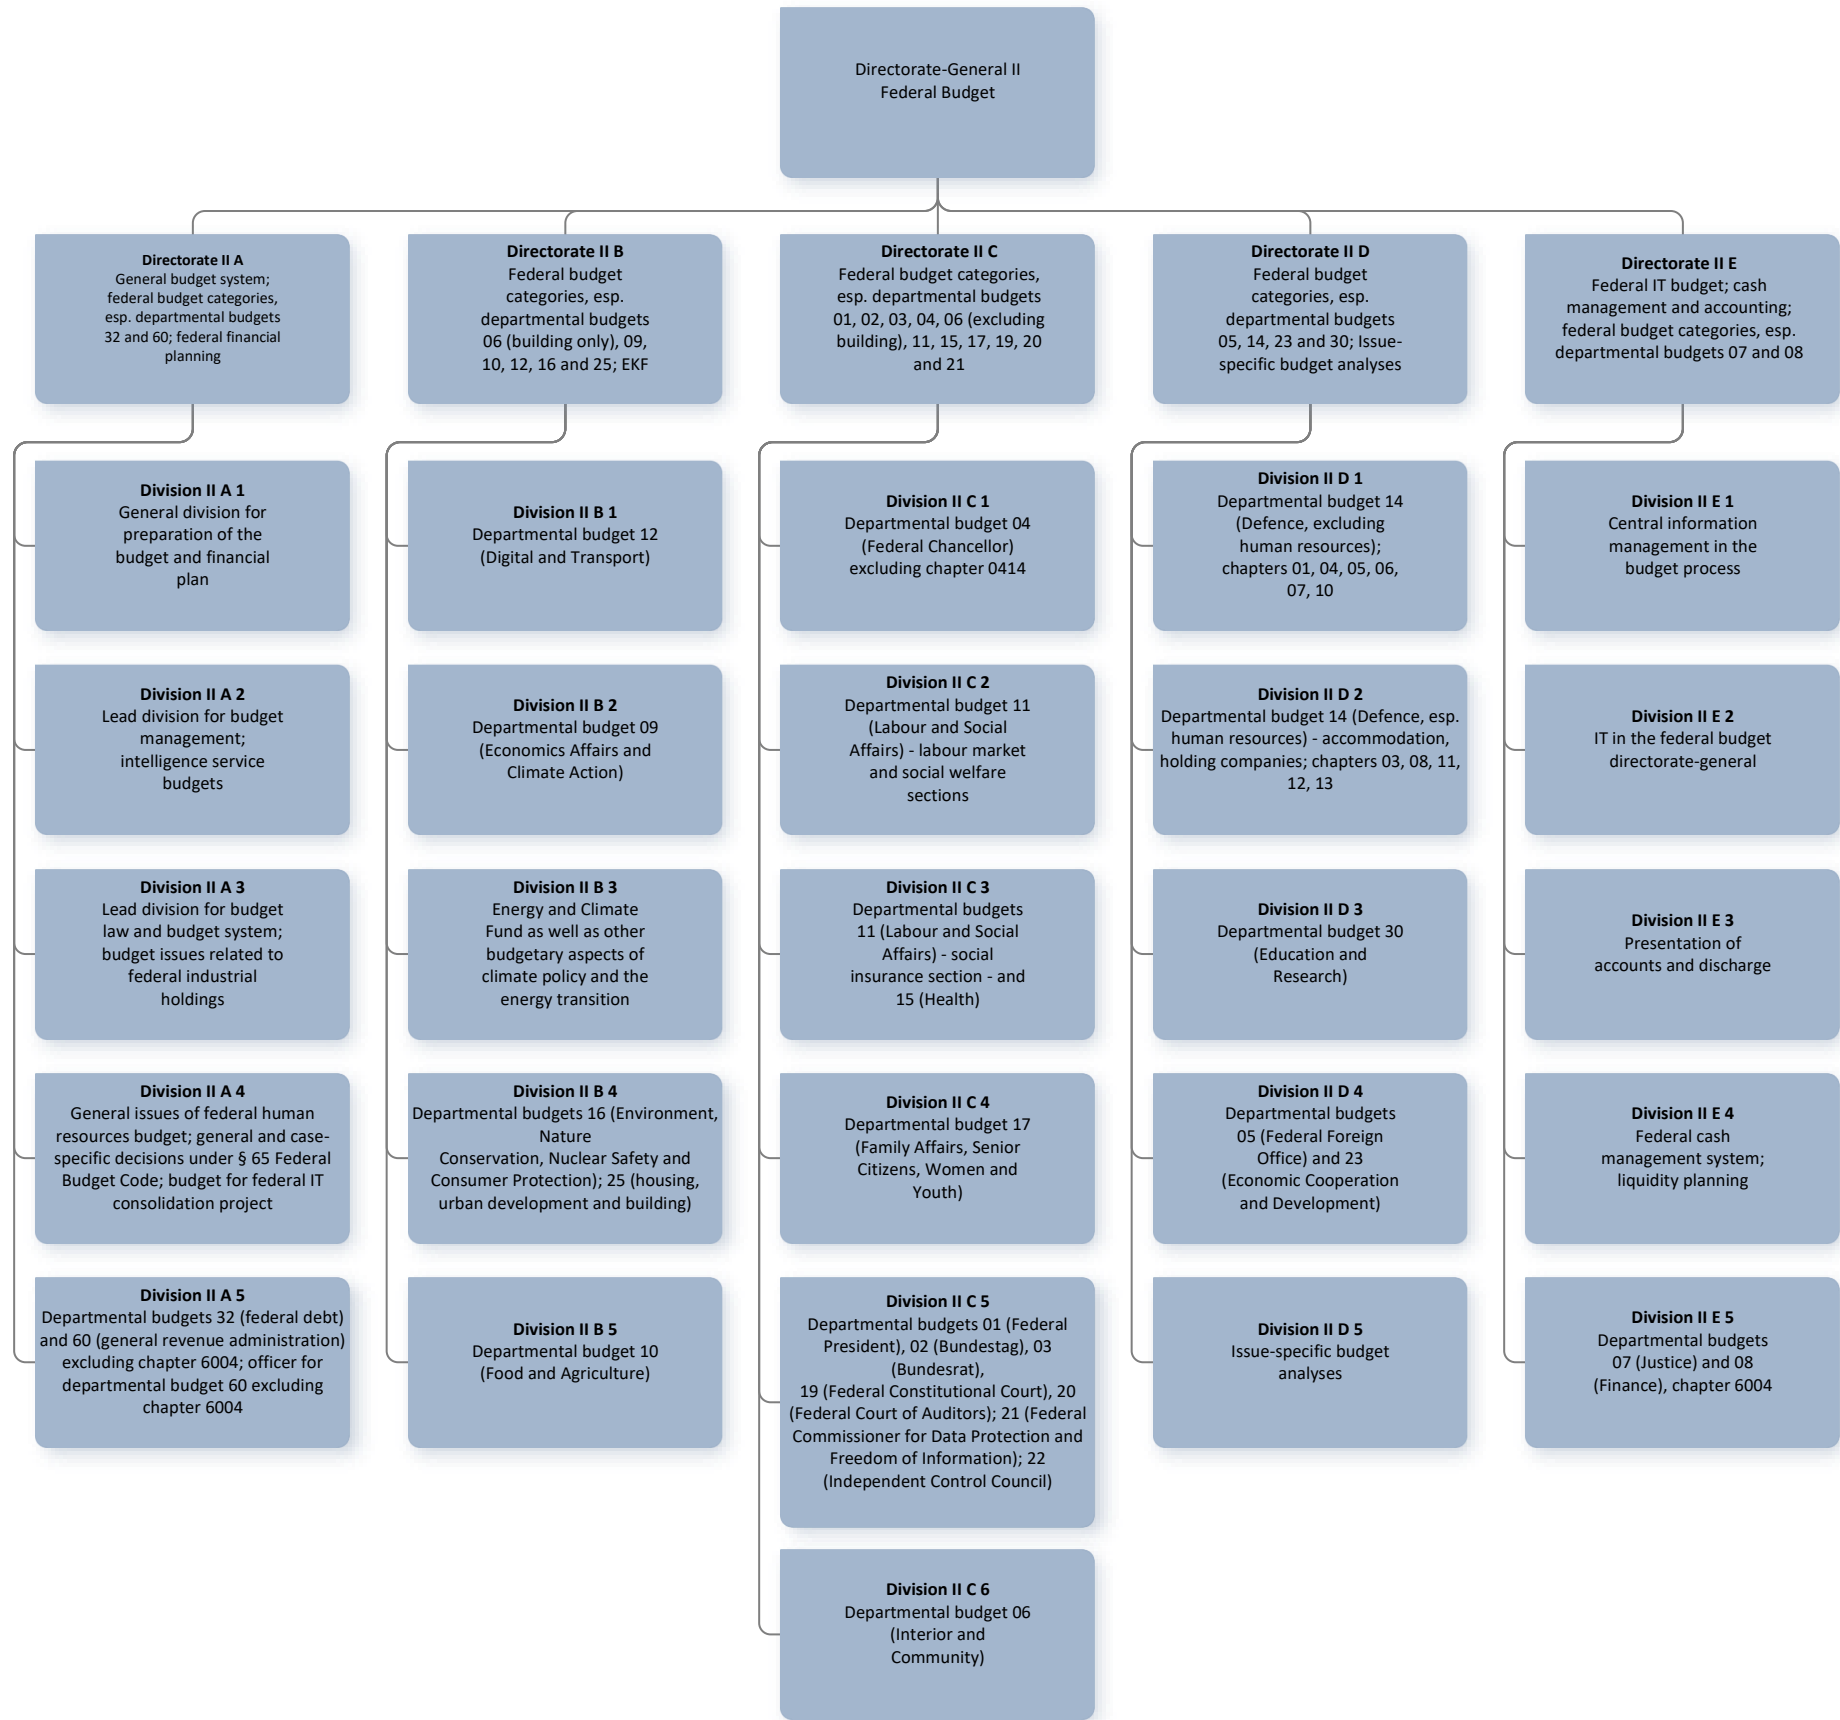 Directorate-General II
Federal Budget
Directorate II A
General budget system;
federal budget categories,
esp. departmental budgets
32 and 60; federal financial
planning
Directorate II B
Federal budget
categories, esp.
departmental budgets
06 (building only), 09,
10, 12, 16 and 25; EKF
Directorate II C
Federal budget categories,
esp. departmental budgets
01, 02, 03, 04, 06 (excluding
building), 11, 15, 17, 19, 20
and 21
Directorate II D
Federal budget
categories, esp.
departmental budgets
05, 14, 23 and 30; Issue-
specific budget analyses
Directorate II E
Federal IT budget; cash
management and accounting;
federal budget categories, esp.
departmental budgets 07 and 08
Division II A 1
General division for
preparation of the
budget and financial
plan
Division II B 1
Departmental budget 12
(Digital and Transport)
Division II C 1
Departmental budget 04
(Federal Chancellor)
excluding chapter 0414
Division II D 1
Departmental budget 14
(Defence, excluding
human resources);
chapters 01, 04, 05, 06,
07, 10
Division II E 1
Central information
management in the
budget process
Division II A 2
Lead division for budget
management;
intelligence service
budgets
Division II B 2
Departmental budget 09
(Economics Affairs and
Climate Action)
Division II C 2
Departmental budget 11
(Labour and Social
Affairs) - labour market
and social welfare
sections
Division II D 2
Departmental budget 14 (Defence, esp.
human resources) - accommodation,
holding companies; chapters 03, 08, 11,
12, 13
Division II E 2
IT in the federal budget
directorate-general
Division II A 3
Lead division for budget
law and budget system;
budget issues related to
federal industrial
holdings
Division II B 3
Energy and Climate
Fund as well as other
budgetary aspects of
climate policy and the
energy transition
Division II C 3
Departmental budgets
11 (Labour and Social
Affairs) - social
insurance section - and
15 (Health)
Division II D 3
Departmental budget 30
(Education and
Research)
Division II E 3
Presentation of
accounts and discharge
Division II A 4
General issues of federal human
resources budget; general and case-
specific decisions under § 65 Federal
Budget Code; budget for federal IT
consolidation project
Division II B 4
Departmental budgets 16 (Environment,
Nature
Conservation, Nuclear Safety and
Consumer Protection); 25 (housing,
urban development and building)
Division II C 4
Departmental budget 17
(Family Affairs, Senior
Citizens, Women and
Youth)
Division II D 4
Departmental budgets
05 (Federal Foreign
Office) and 23
(Economic Cooperation
and Development)
Division II E 4
Federal cash
management system;
liquidity planning
Division II A 5
Departmental budgets 32 (federal debt)
and 60 (general revenue administration)
excluding chapter 6004; officer for
departmental budget 60 excluding
chapter 6004
Division II B 5
Departmental budget 10
(Food and Agriculture)
Division II C 5
Departmental budgets 01 (Federal
President), 02 (Bundestag), 03
(Bundesrat),
19 (Federal Constitutional Court), 20
(Federal Court of Auditors); 21 (Federal
Commissioner for Data Protection and
Freedom of Information); 22
(Independent Control Council)
Division II D 5
Issue-specific budget
analyses
Division II E 5
Departmental budgets
07 (Justice) and 08
(Finance), chapter 6004
Division II C 6
Departmental budget 06
(Interior and
Community)